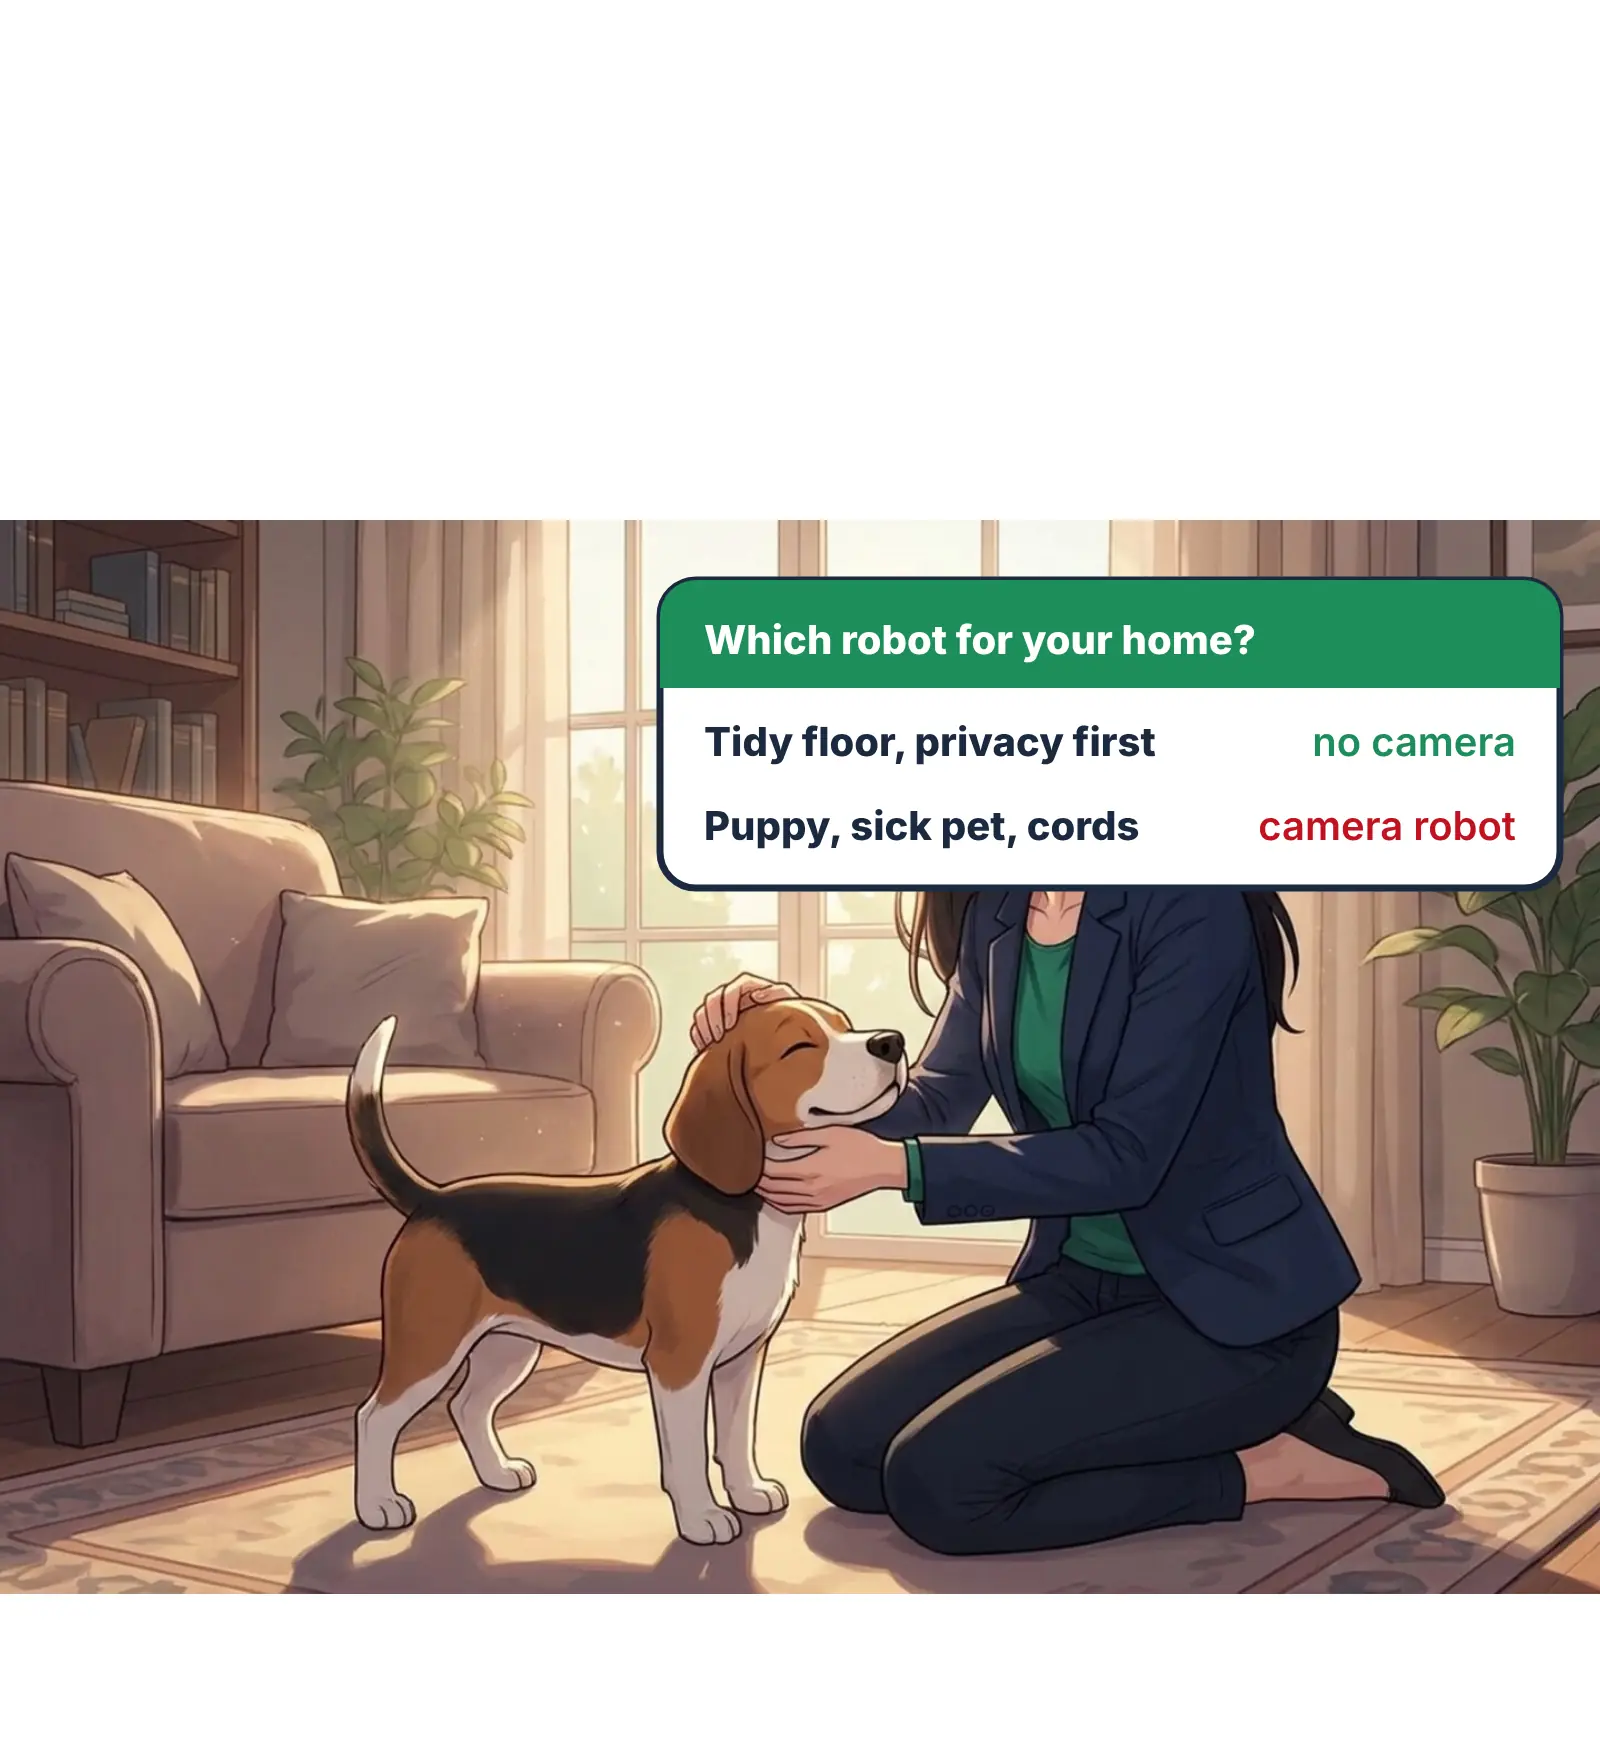 Which robot for your home?
Tidy floor, privacy first no camera
Puppy, sick pet, cords camera robot